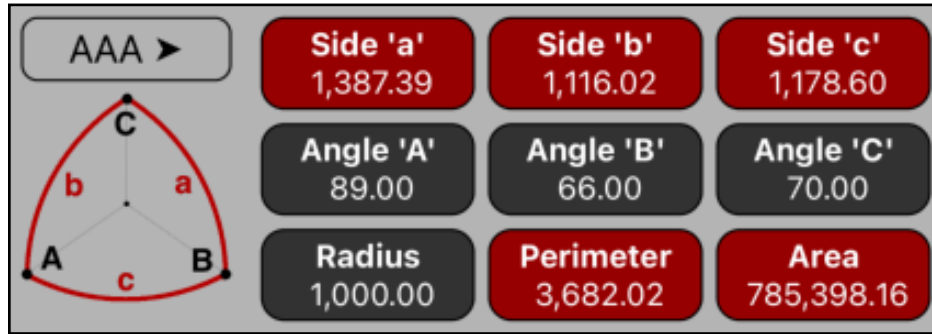 AAA ➤
Side 'a'
1,387.39
Side 'b'
1,116.02
Side 'c'
1,178.60
C
b
a
A
B
c
Angle 'A'
89.00
Angle 'B'
66.00
Angle 'C'
70.00
Radius
1,000.00
Perimeter
3,682.02
Area
785,398.16